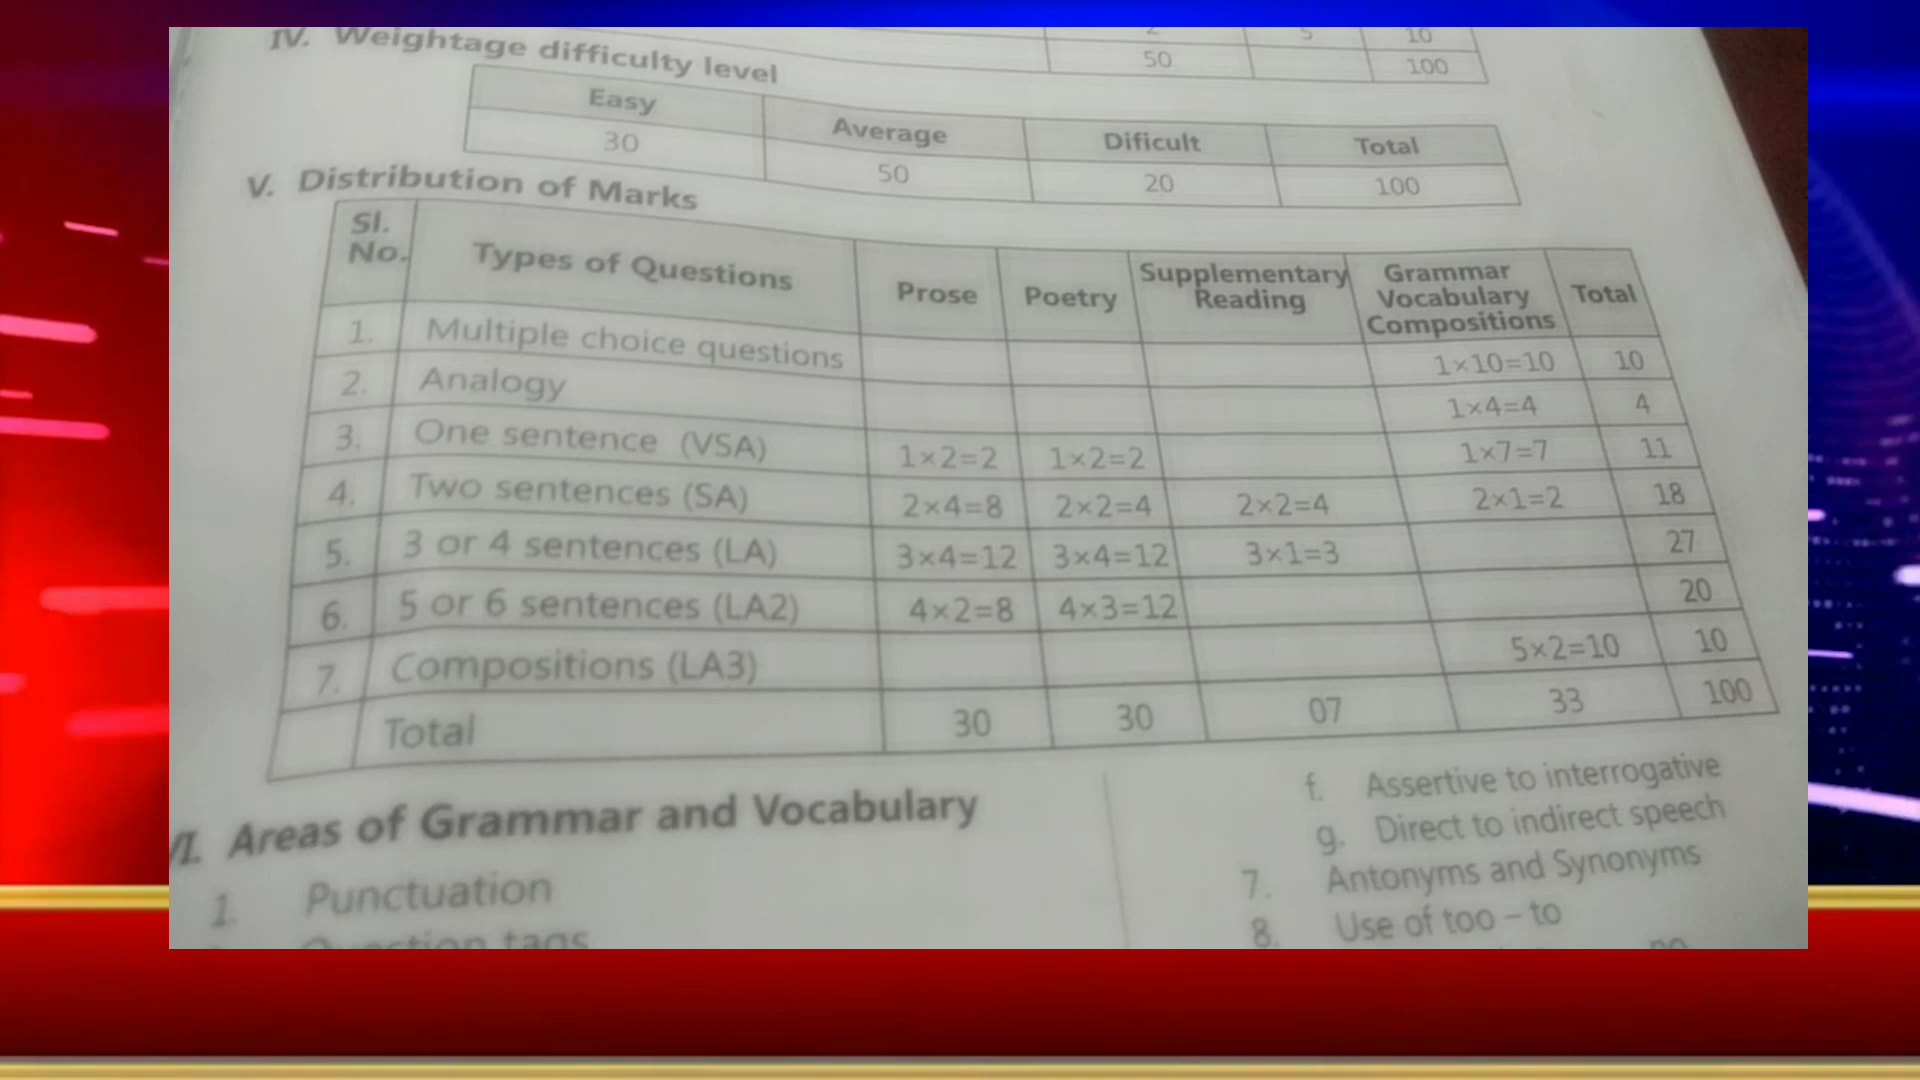 2 5 10
50 100
IV. Weightage difficulty level
Easy Average Dificult Total
30 50 20 100
V. Distribution of Marks
Sl. No. Types of Questions Prose Poetry Supplementary Reading Grammar Vocabulary Compositions Total
1. Multiple choice questions 1×10=10 10
2. Analogy 1×4=4 4
3. One sentence (VSA) 1×2=2 1×2=2 1×7=7 11
4. Two sentences (SA) 2×4=8 2×2=4 2×2=4 2×1=2 18
5. 3 or 4 sentences (LA) 3×4=12 3×4=12 3×1=3 27
6. 5 or 6 sentences (LA2) 4×2=8 4×3=12 20
7. Compositions (LA3) 5×2=10 10
Total 30 30 07 33 100
VI. Areas of Grammar and Vocabulary
1. Punctuation
Question tags
f. Assertive to interrogative
g. Direct to indirect speech
7. Antonyms and Synonyms
8. Use of too – to